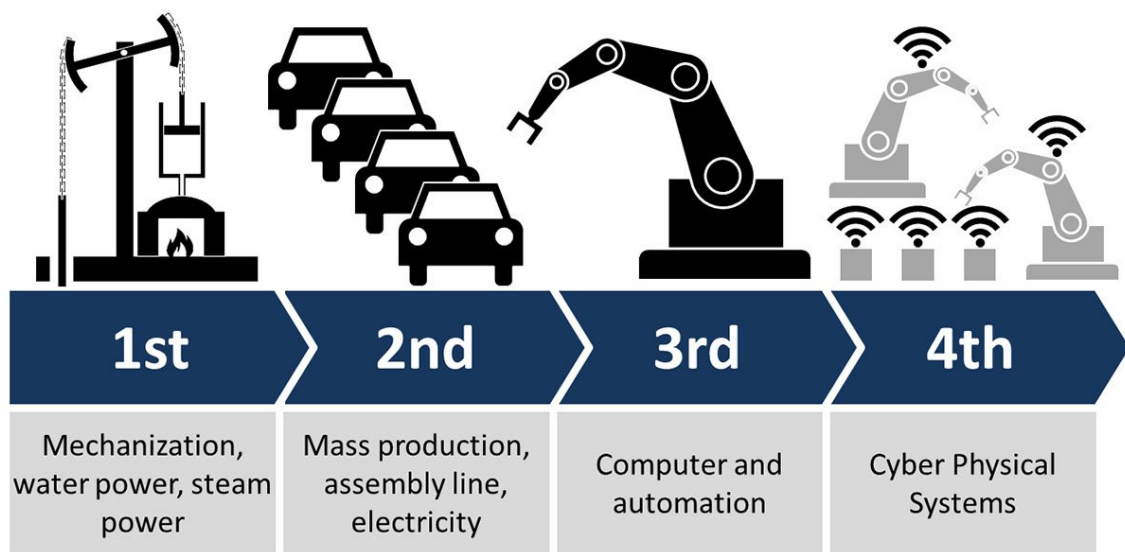 1st
2nd
3rd
4th
Mechanization,
water power, steam
power
Mass production,
assembly line,
electricity
Computer and
automation
Cyber Physical
Systems